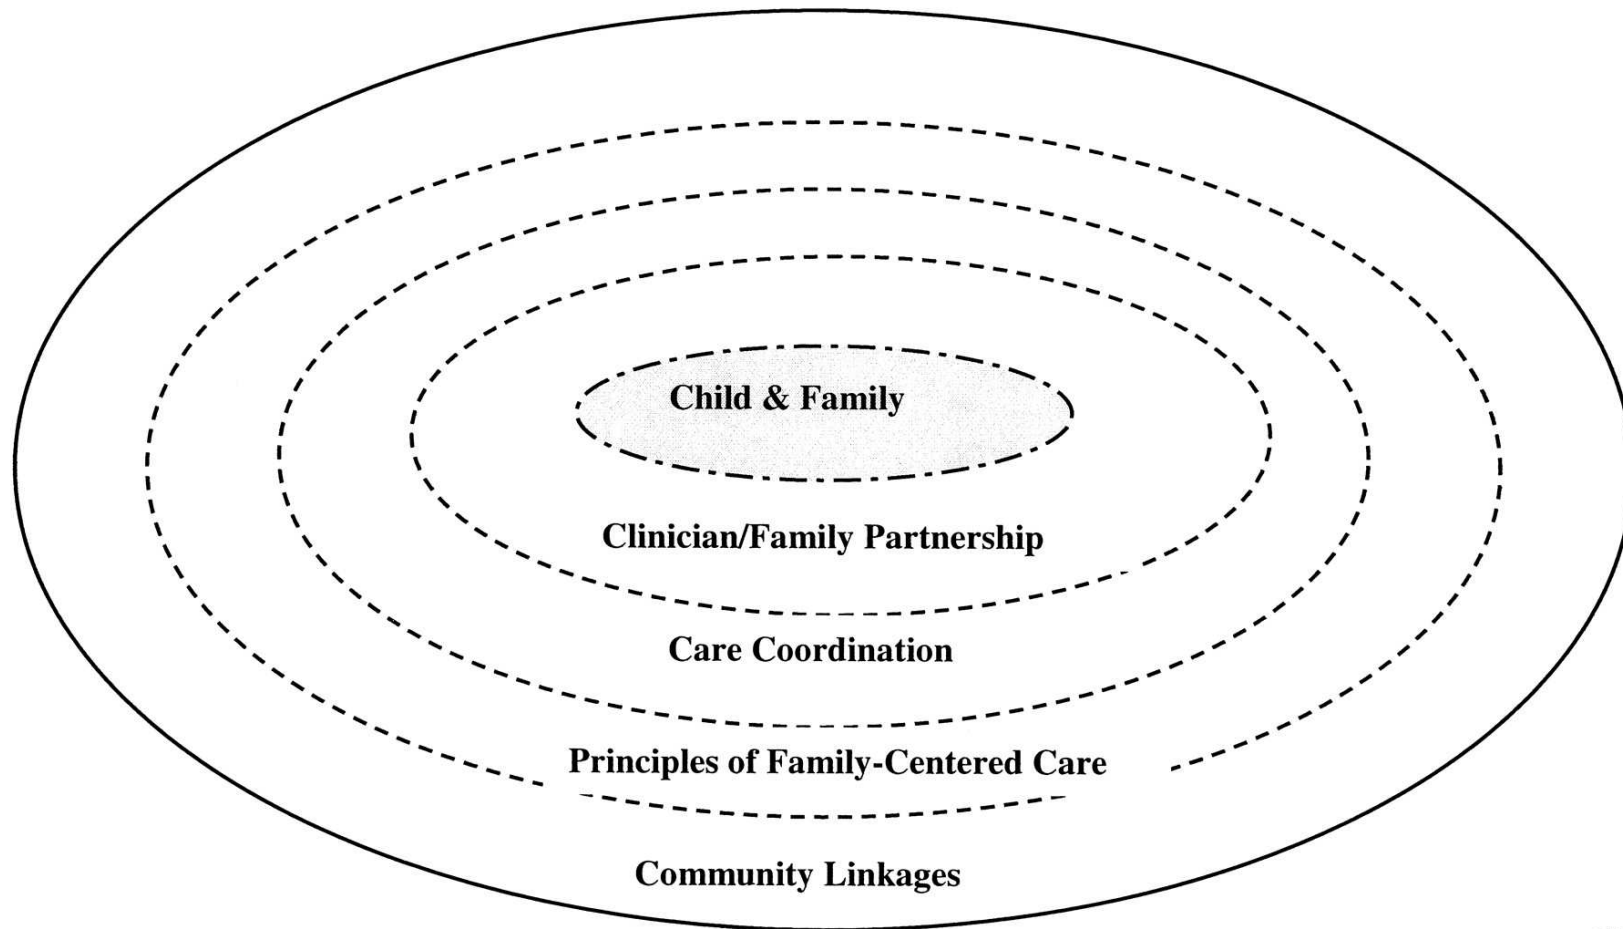 Child & Family
Clinician/Family Partnership
Care Coordination
Principles of Family-Centered Care
Community Linkages